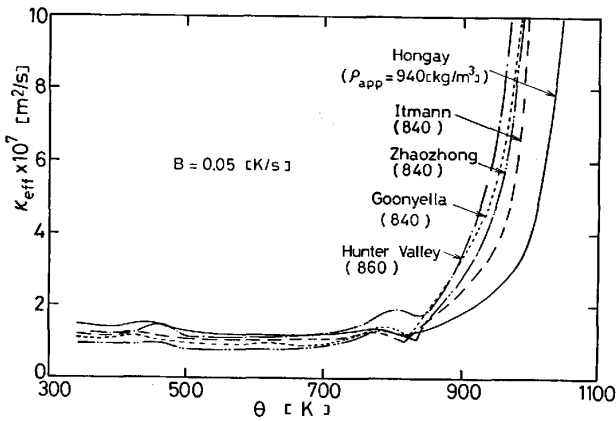 10
8
6
4
2
0
κeff ×10⁷ [m²/s]
B = 0.05 [K/s]
Hongay
(ρapp = 940[kg/m³])
Itmann
(840)
Zhaozhong
(840)
Goonyella
(840)
Hunter Valley
(860)
300 500 700 900 1100
θ [K]